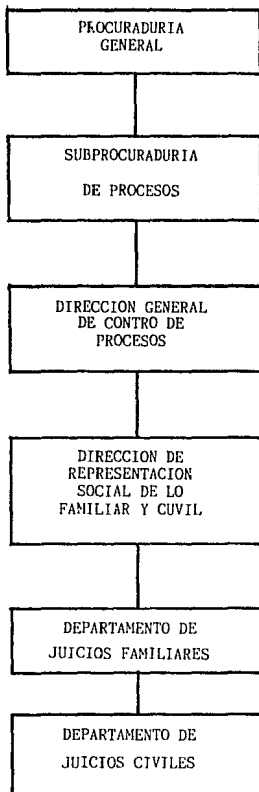 PROCURADURIA
GENERAL
SUBPROCURADURIA
DE PROCESOS
DIRECCION GENERAL
DE CONTRO DE
PROCESOS
DIRECCION DE
REPRESENTACION
SOCIAL DE LO
FAMILIAR Y CUVIL
DEPARTAMENTO DE
JUICIOS FAMILIARES
DEPARTAMENTO DE
JUICIOS CIVILES